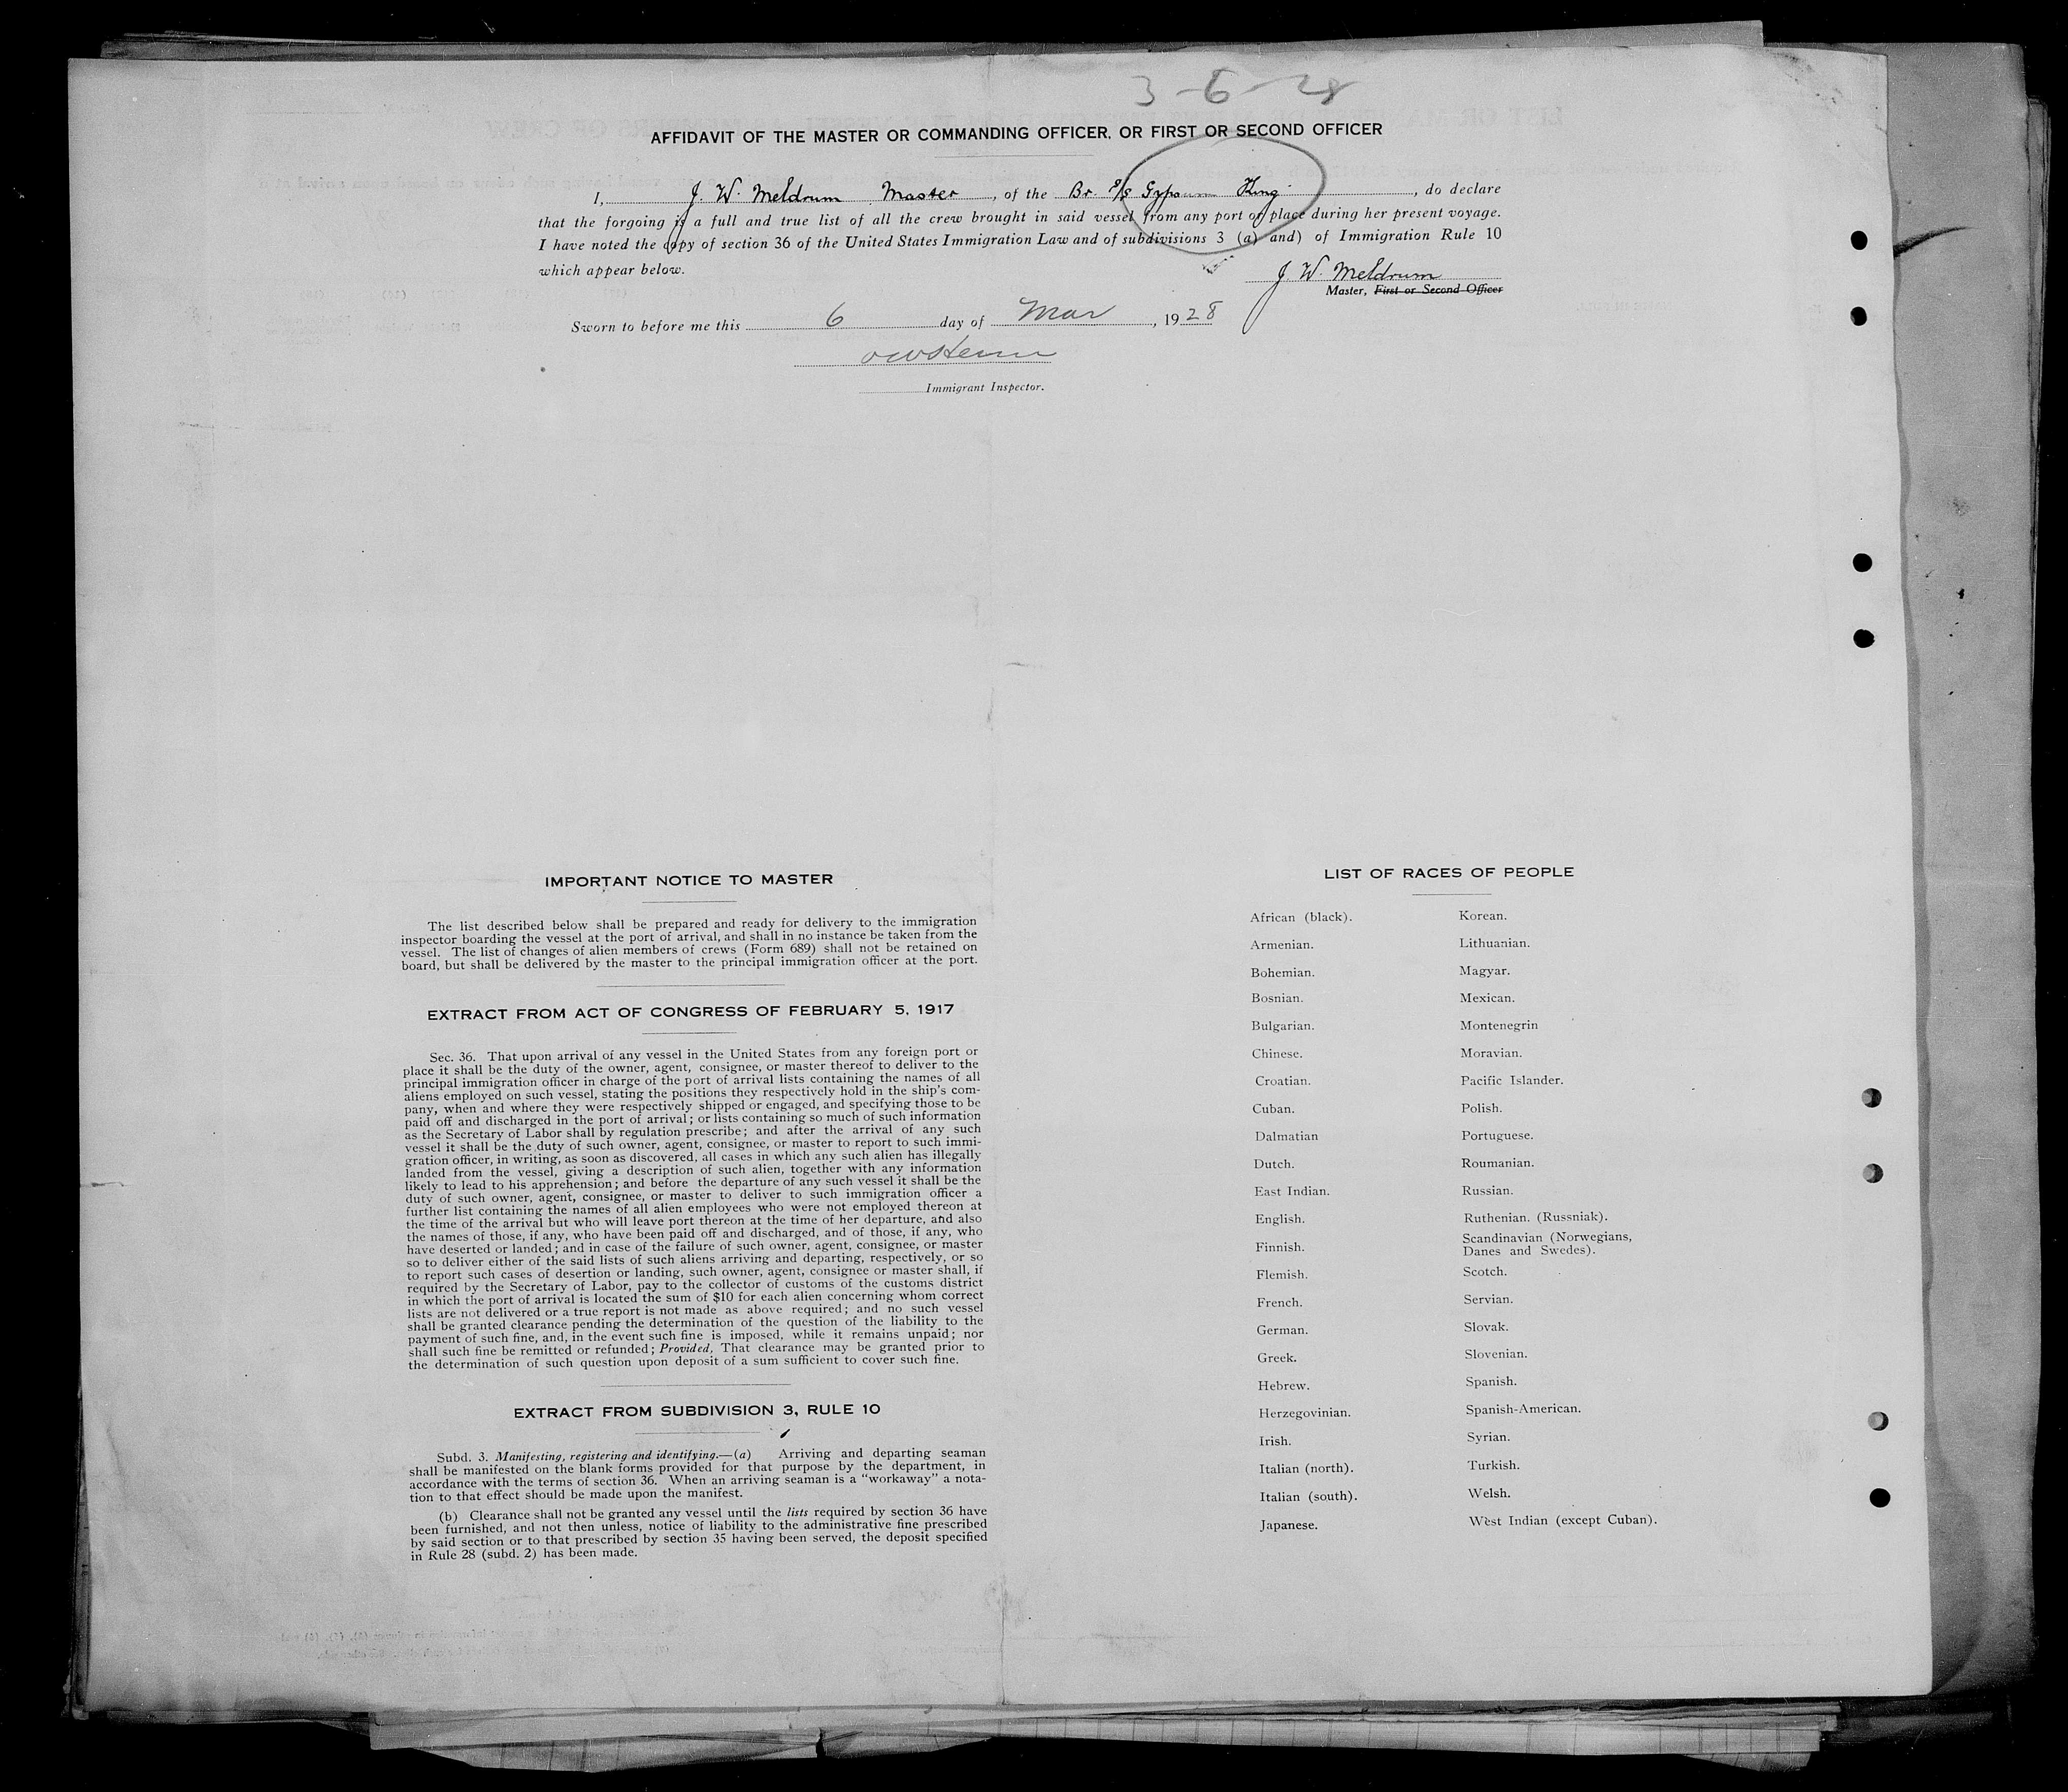 3-6-28
AFFIDAVIT OF THE MASTER OR COMMANDING OFFICER, OR FIRST OR SECOND OFFICER
I, J. W. Meldrum Master, of the Br. S/S Gypsum King, do declare
that the forgoing is a full and true list of all the crew brought in said vessel from any port or place during her present voyage.
I have noted the copy of section 36 of the United States Immigration Law and of subdivisions 3 (a) and) of Immigration Rule 10
which appear below.
J. W. Meldrum
Master, First or Second Officer
Sworn to before me this 6 day of Mar, 1928
Immigrant Inspector.
IMPORTANT NOTICE TO MASTER
The list described below shall be prepared and ready for delivery to the immigration
inspector boarding the vessel at the port of arrival, and shall in no instance be taken from the
vessel. The list of changes of alien members of crews (Form 689) shall not be retained on
board, but shall be delivered by the master to the principal immigration officer at the port.
EXTRACT FROM ACT OF CONGRESS OF FEBRUARY 5, 1917
Sec. 36. That upon arrival of any vessel in the United States from any foreign port or
place it shall be the duty of the owner, agent, consignee, or master thereof to deliver to the
principal immigration officer in charge of the port of arrival lists containing the names of all
aliens employed on such vessel, stating the positions they respectively hold in the ship's com-
pany, when and where they were respectively shipped or engaged, and specifying those to be
paid off and discharged in the port of arrival; or lists containing so much of such information
as the Secretary of Labor shall by regulation prescribe; and after the arrival of any such
vessel it shall be the duty of such owner, agent, consignee, or master to report to such immi-
gration officer, in writing, as soon as discovered, all cases in which any such alien has illegally
landed from the vessel, giving a description of such alien, together with any information
likely to lead to his apprehension; and before the departure of any such vessel it shall be the
duty of such owner, agent, consignee, or master to deliver to such immigration officer a
further list containing the names of all alien employees who were not employed thereon at
the time of the arrival but who will leave port thereon at the time of her departure, and also
the names of those, if any, who have been paid off and discharged, and of those, if any, who
have deserted or landed; and in case of the failure of such owner, agent, consignee, or master
so to deliver either of the said lists of such aliens arriving and departing, respectively, or so
to report such cases of desertion or landing, such owner, agent, consignee or master shall, if
required by the Secretary of Labor, pay to the collector of customs of the customs district
in which the port of arrival is located the sum of $10 for each alien concerning whom correct
lists are not delivered or a true report is not made as above required; and no such vessel
shall be granted clearance pending the determination of the question of the liability to the
payment of such fine, and, in the event such fine is imposed, while it remains unpaid; nor
shall such fine be remitted or refunded; Provided, That clearance may be granted prior to
the determination of such question upon deposit of a sum sufficient to cover such fine.
EXTRACT FROM SUBDIVISION 3, RULE 10
Subd. 3. Manifesting, registering and identifying.—(a) Arriving and departing seaman
shall be manifested on the blank forms provided for that purpose by the department, in
accordance with the terms of section 36. When an arriving seaman is a "workaway" a nota-
tion to that effect should be made upon the manifest.
(b) Clearance shall not be granted any vessel until the lists required by section 36 have
been furnished, and not then unless, notice of liability to the administrative fine prescribed
by said section or to that prescribed by section 35 having been served, the deposit specified
in Rule 28 (subd. 2) has been made.
LIST OF RACES OF PEOPLE
African (black).
Armenian.
Bohemian.
Bosnian.
Bulgarian.
Chinese.
Croatian.
Cuban.
Dalmatian
Dutch.
East Indian.
English.
Finnish.
Flemish.
French.
German.
Greek.
Hebrew.
Herzegovinian.
Irish.
Italian (north).
Italian (south).
Japanese.
Korean.
Lithuanian.
Magyar.
Mexican.
Montenegrin
Moravian.
Pacific Islander.
Polish.
Portuguese.
Roumanian.
Russian.
Ruthenian. (Russniak).
Scandinavian (Norwegians,
Danes and Swedes).
Scotch.
Servian.
Slovak.
Slovenian.
Spanish.
Spanish-American.
Syrian.
Turkish.
Welsh.
West Indian (except Cuban).